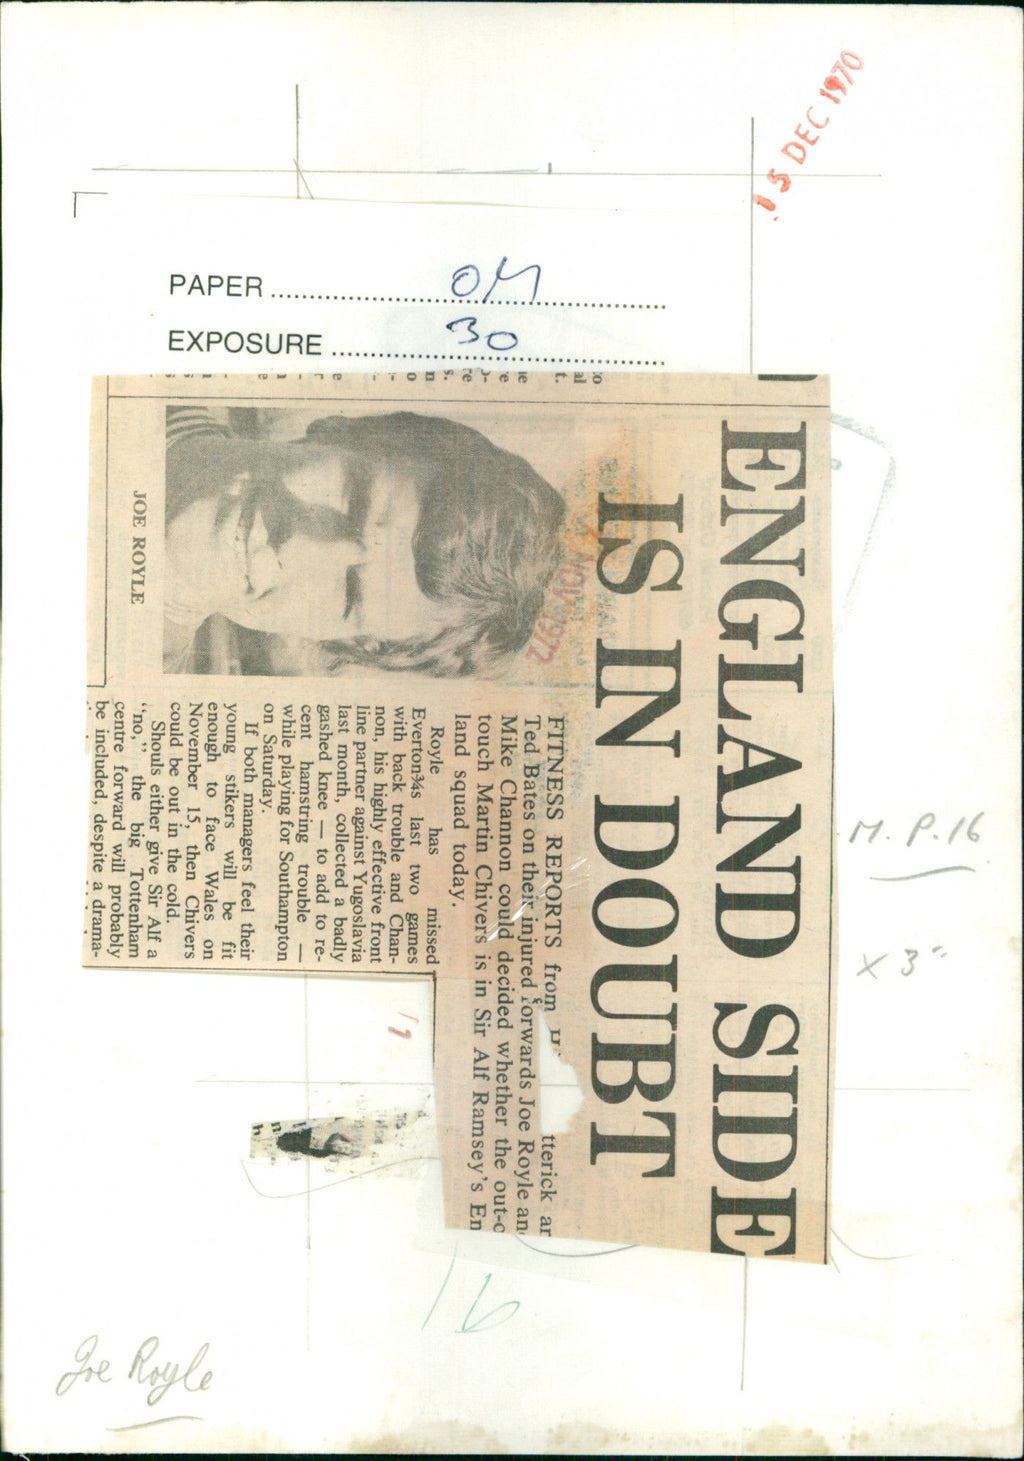 15 DEC 1970
PAPER
OM
EXPOSURE
30
ENGLAND SIDE
IS IN DOUBT
NOV 1972
JOE ROYLE
FITNESS REPORTS from
tterick
Ted Bates on their injured forwards Joe Royle an
Mike Channon could decided whether the out-o
touch Martin Chivers is in Sir Alf Ramsey's En
land squad today.
Royle has missed
Everton¾s last two games
with back trouble and Chan-
non, his highly effective front
line partner against Yugoslavia
last month, collected a badly
gashed knee — to add to re-
cent hamstring trouble —
while playing for Southampton
on Saturday.
If both managers feel their
young stikers will be fit
enough to face Wales on
November 15, then Chivers
could be out in the cold.
Shouls either give Sir Alf a
"no," the big Tottenham
centre forward will probably
be included, despite a drama-
M. P. 16
x 3"
16
Joe Royle